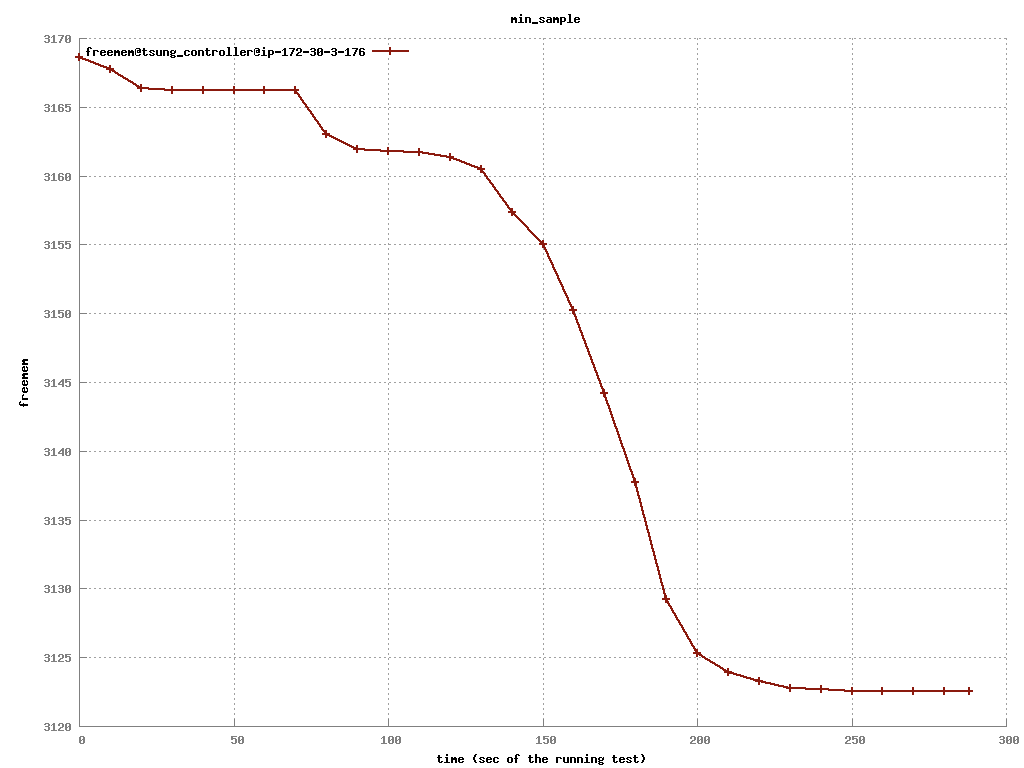 min_sample
3170
freemem@tsung_controller@ip-172-30-3-176
3165
3160
3155
3150
3145
freemem
3140
3135
3130
3125
3120
0 50 100 150 200 250 300
time (sec of the running test)